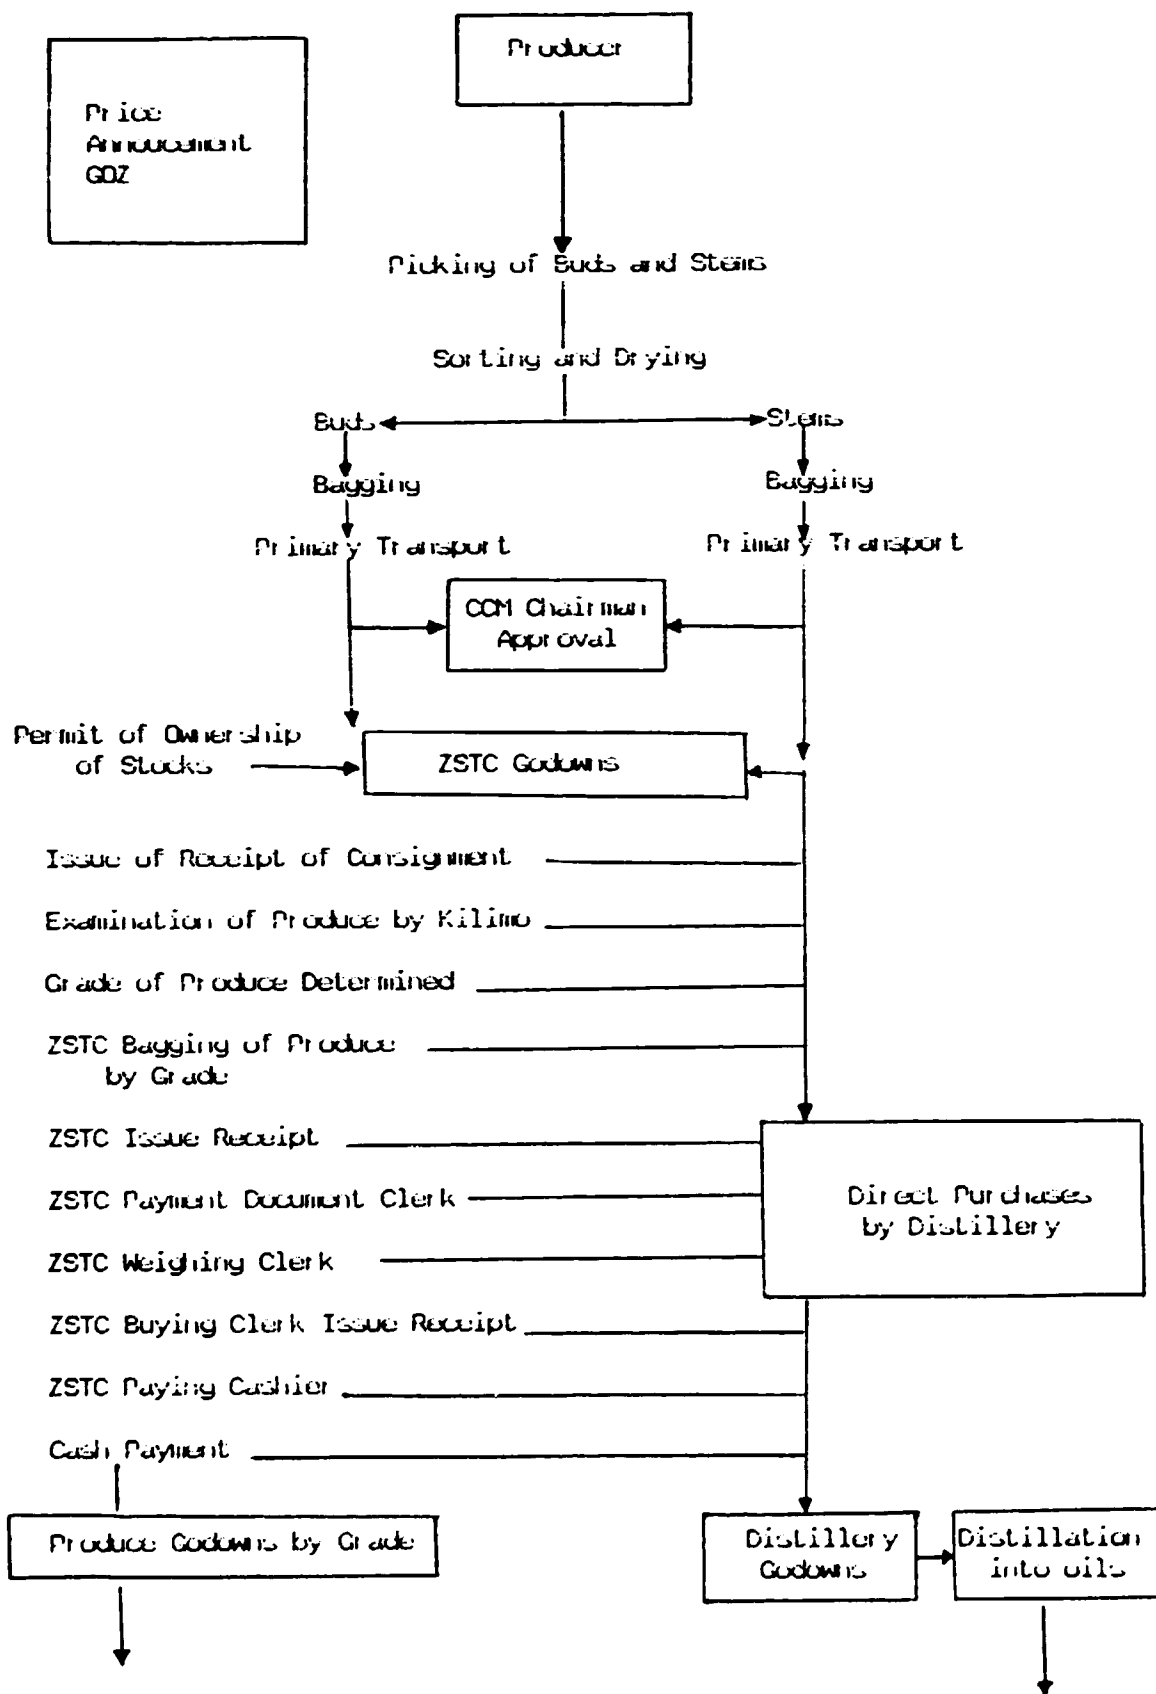 Producer
Price
Annoucement
GOZ
Picking of Buds and Stems
Sorting and Drying
Buds
Stems
Bagging
Bagging
Primary Transport
Primary Transport
CCM Chairman
Approval
Permit of Ownership
of Stocks
ZSTC Godowns
Issue of Receipt of Consignment
Examination of Produce by Kilimo
Grade of Produce Determined
ZSTC Bagging of Produce
by Grade
ZSTC Issue Receipt
ZSTC Payment Document Clerk
Direct Purchases
by Distillery
ZSTC Weighing Clerk
ZSTC Buying Clerk Issue Receipt
ZSTC Paying Cashier
Cash Payment
Produce Godowns by Grade
Distillery
Godowns
Distillation
into oils